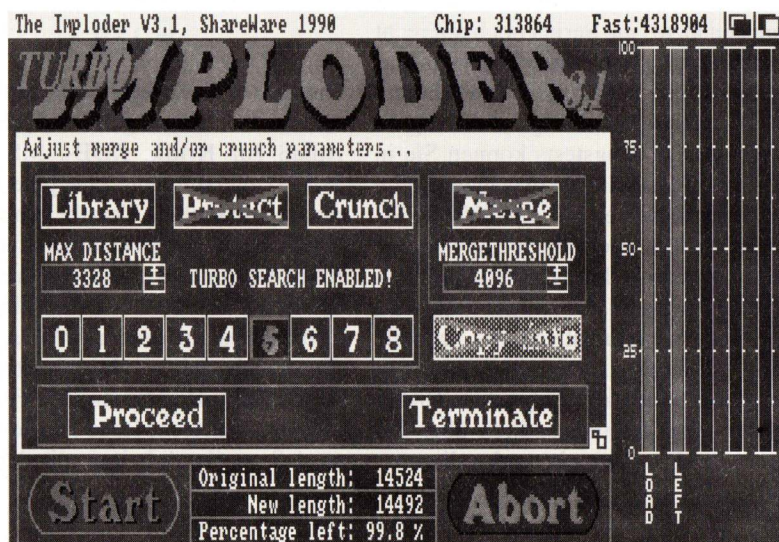 The Imploder V3.1, ShareWare 1990 Chip: 313864 Fast:4318904
TURBO IMPLODER 3.1
Adjust merge and/or crunch parameters...
Library Protect Crunch Merge
MAX DISTANCE MERGETHRESHOLD
3328 + - TURBO SEARCH ENABLED! 4096 + -
0 1 2 3 4 5 6 7 8
Proceed Terminate
Start Abort
Original length: 14524
New length: 14492
Percentage left: 99.8 %
100
75
50
25
0
LOAD
LEFT